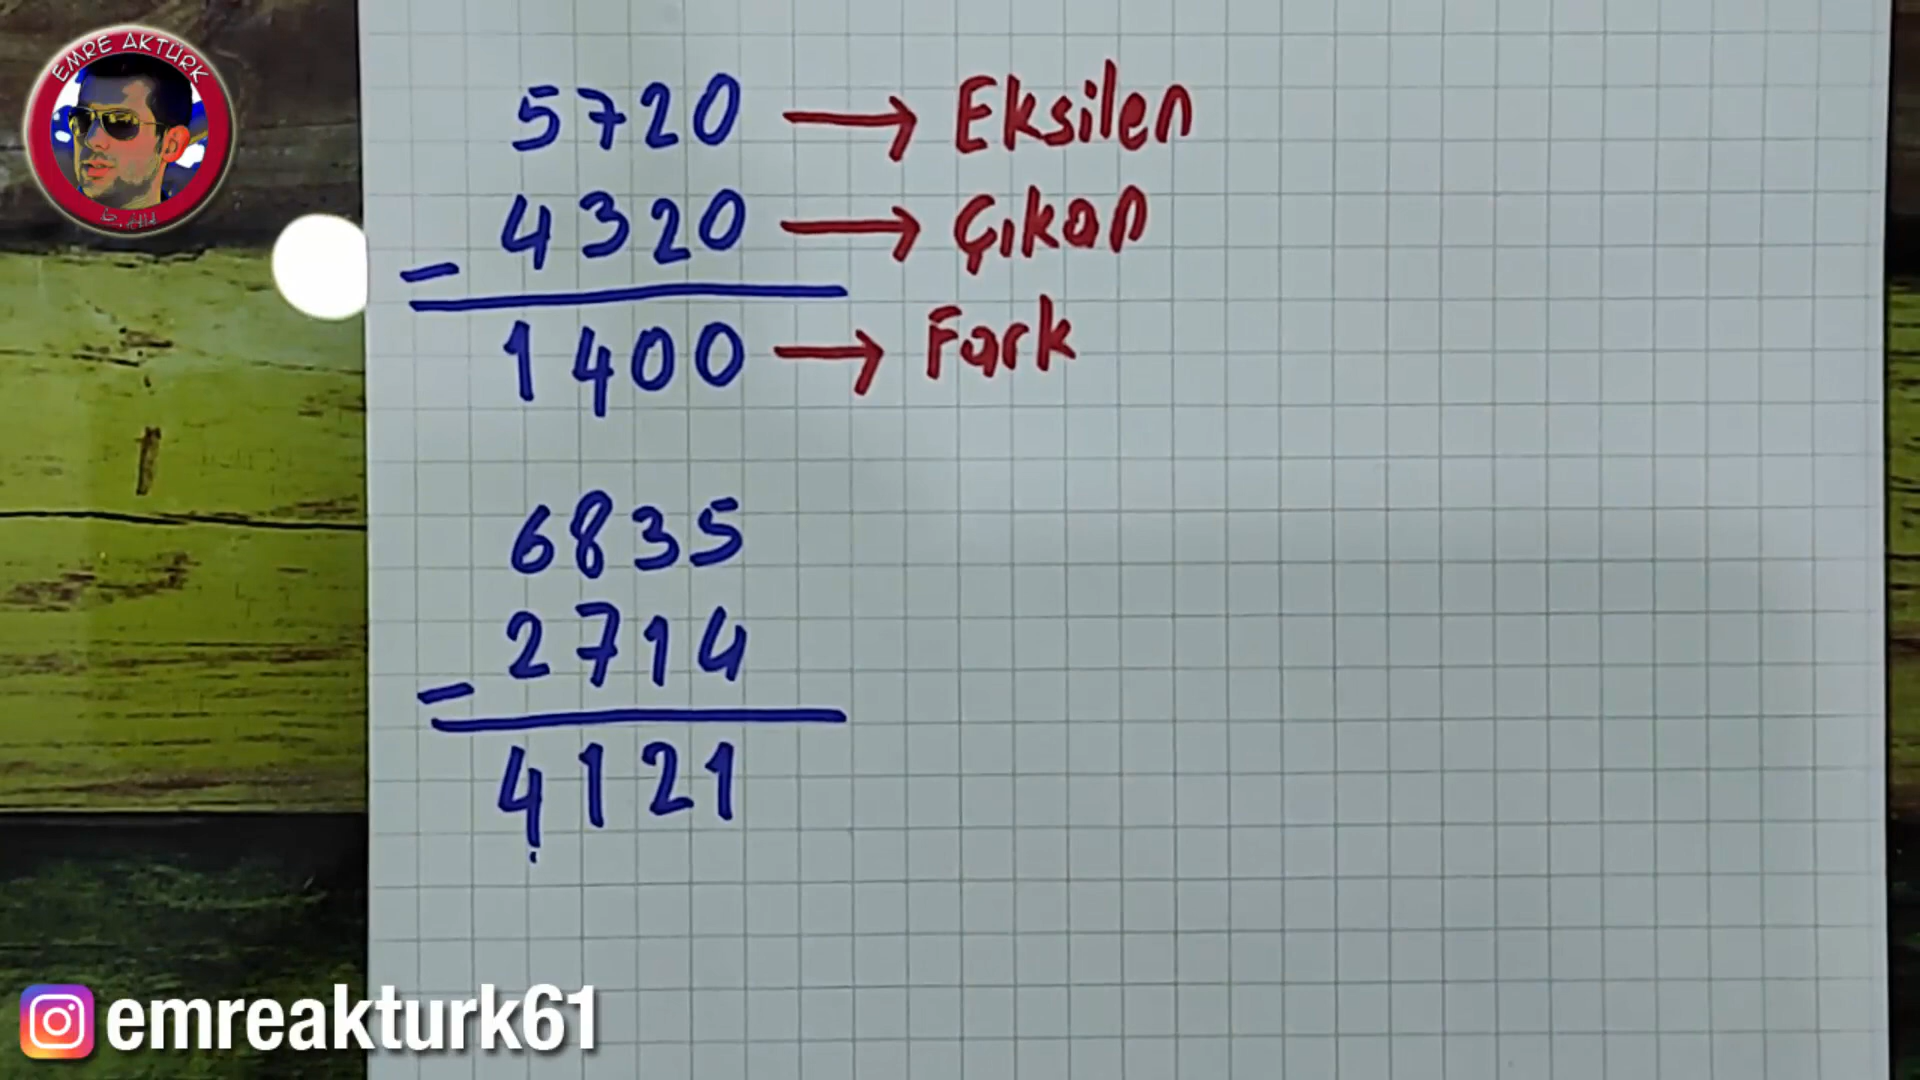 EMRE AKTÜRK
5720 → Eksilen
4320 → Çıkan
-
1400 → Fark
6835
2714
-
4121
emreakturk61